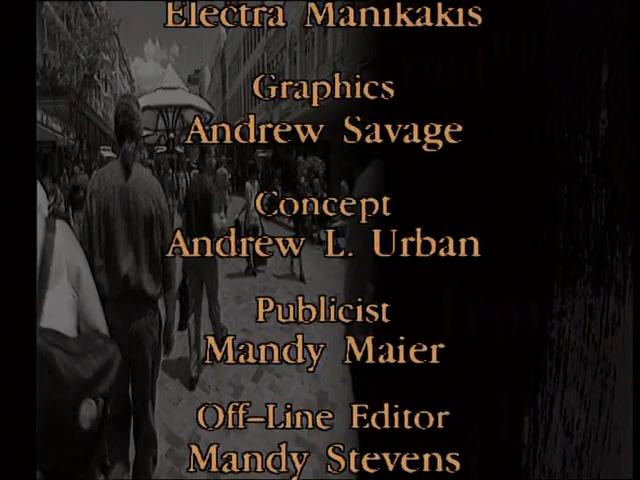 Electra Manikakis
Graphics
Andrew Savage
Concept
Andrew L. Urban
Publicist
Mandy Maier
Off–Line Editor
Mandy Stevens